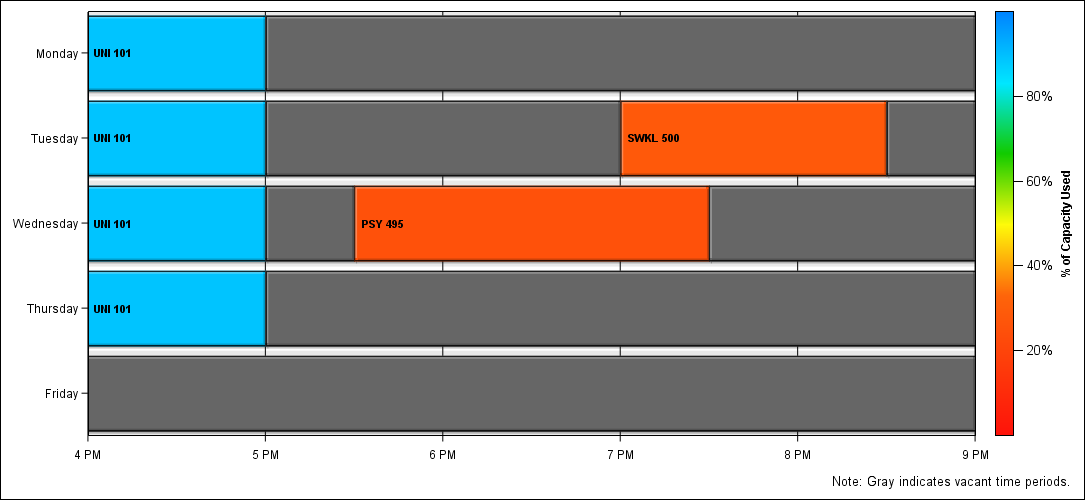 Monday
UNI 101
Tuesday
UNI 101
SWKL 500
Wednesday
UNI 101
PSY 495
Thursday
UNI 101
Friday
4 PM
5 PM
6 PM
7 PM
8 PM
9 PM
80%
60%
40%
20%
% of Capacity Used
Note: Gray indicates vacant time periods.